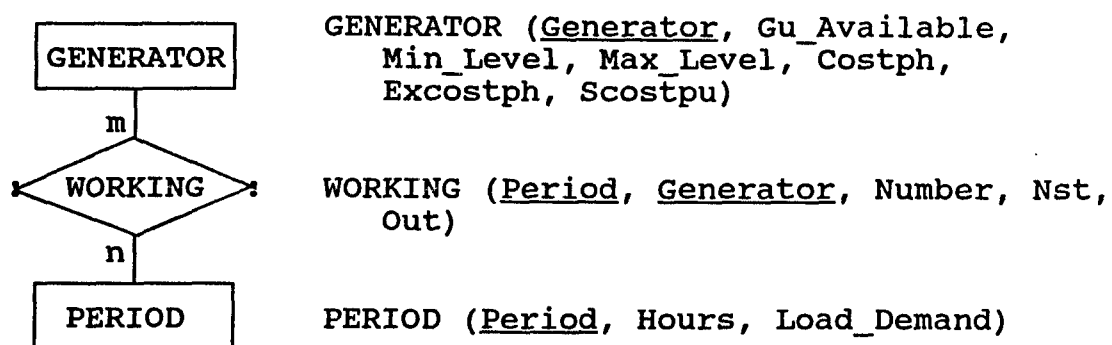 GENERATOR
m
WORKING
n
PERIOD
GENERATOR (Generator, Gu_Available,
Min_Level, Max_Level, Costph,
Excostph, Scostpu)
WORKING (Period, Generator, Number, Nst,
Out)
PERIOD (Period, Hours, Load_Demand)